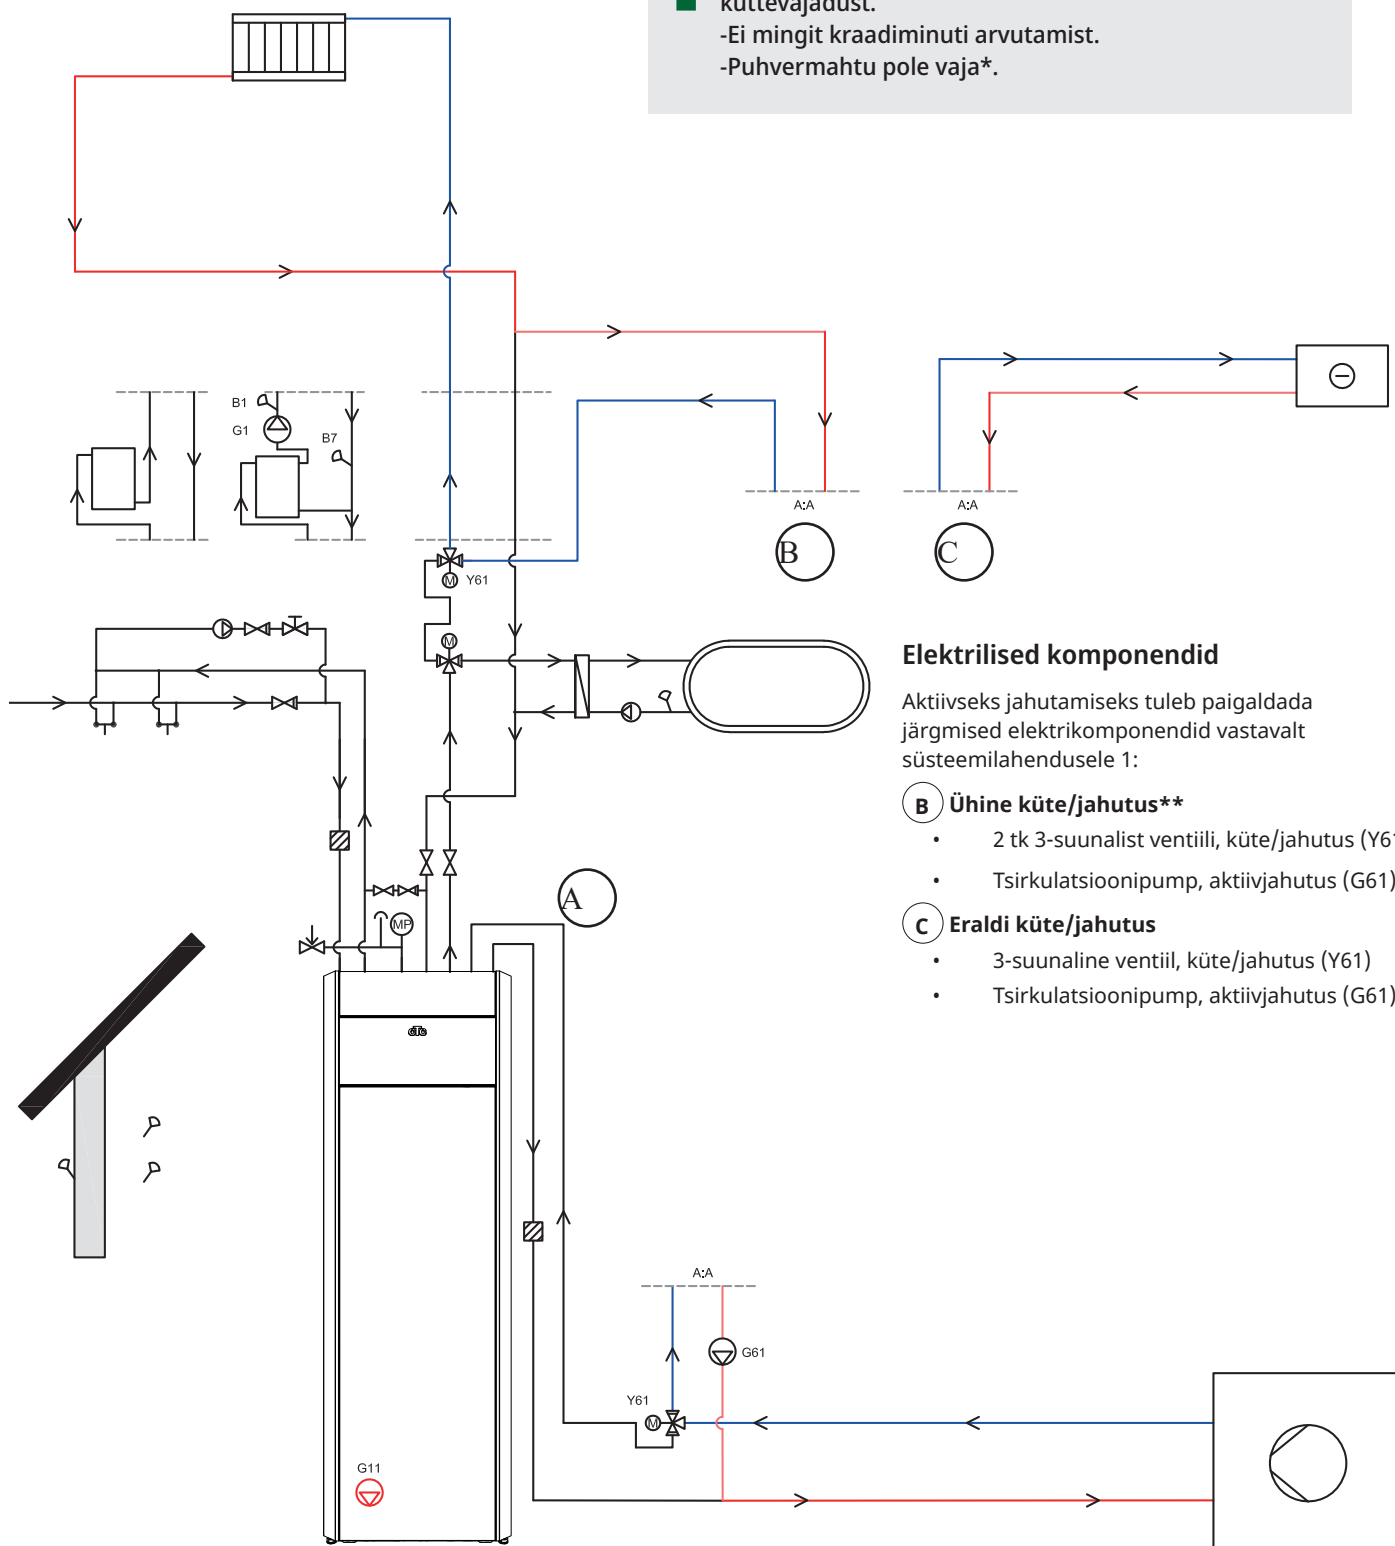 küttevajadust.
-Ei mingit kraadiminuti arvutamist.
-Puhvermahtu pole vaja*.
B1
G1
B7
A:A
A:A
B
C
M
Y61
M
Elektrilised komponendid
Aktiivseks jahutamiseks tuleb paigaldada
järgmised elektrikomponendid vastavalt
süsteemilahendusele 1:
B Ühine küte/jahutus**
• 2 tk 3-suunalist ventiili, küte/jahutus (Y61
• Tsirkulatsioonipump, aktiivjahutus (G61)
C Eraldi küte/jahutus
• 3-suunaline ventiil, küte/jahutus (Y61)
• Tsirkulatsioonipump, aktiivjahutus (G61)
A
MP
CTC
A:A
G61
Y61
M
G11